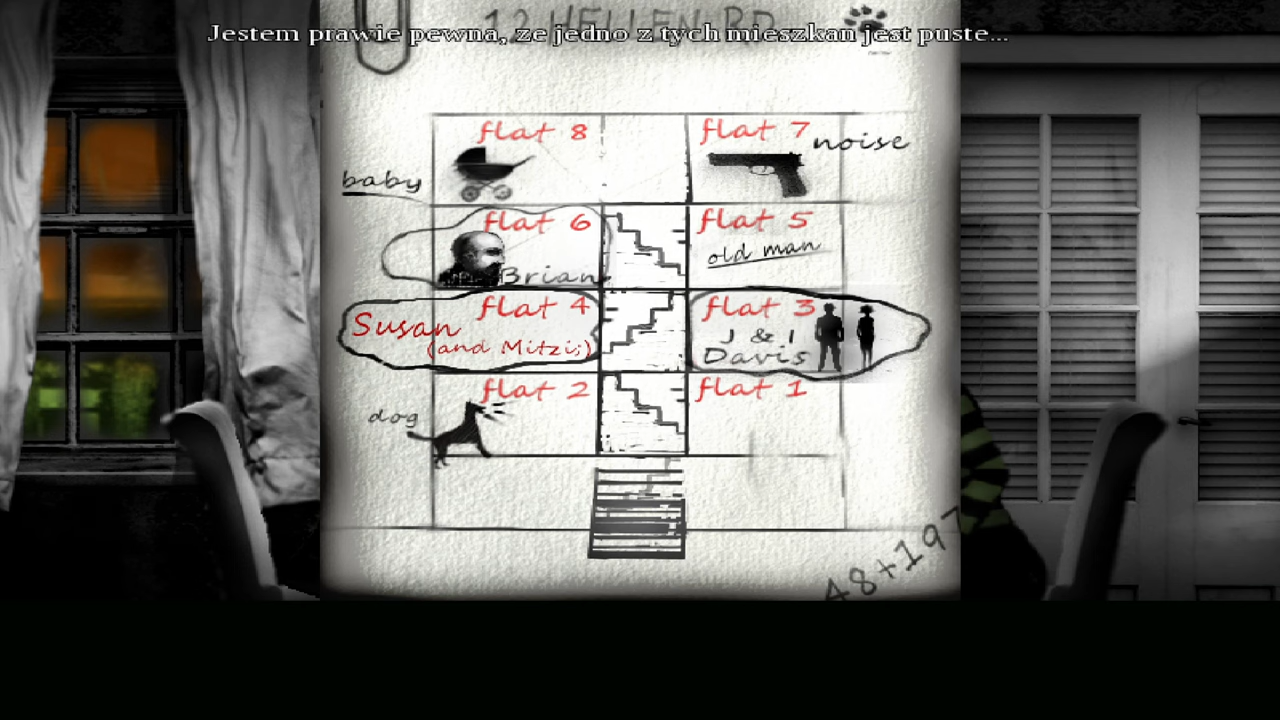 12 HELLEN RD
Jestem prawie pewna, ze jedno z tych mieszkan jest puste...
flat 8
flat 7
noise
baby
flat 6
flat 5
Brian
old man
flat 4
flat 3
Susan
(and Mitzi;)
J & I
Davis
flat 2
flat 1
dog
48+197